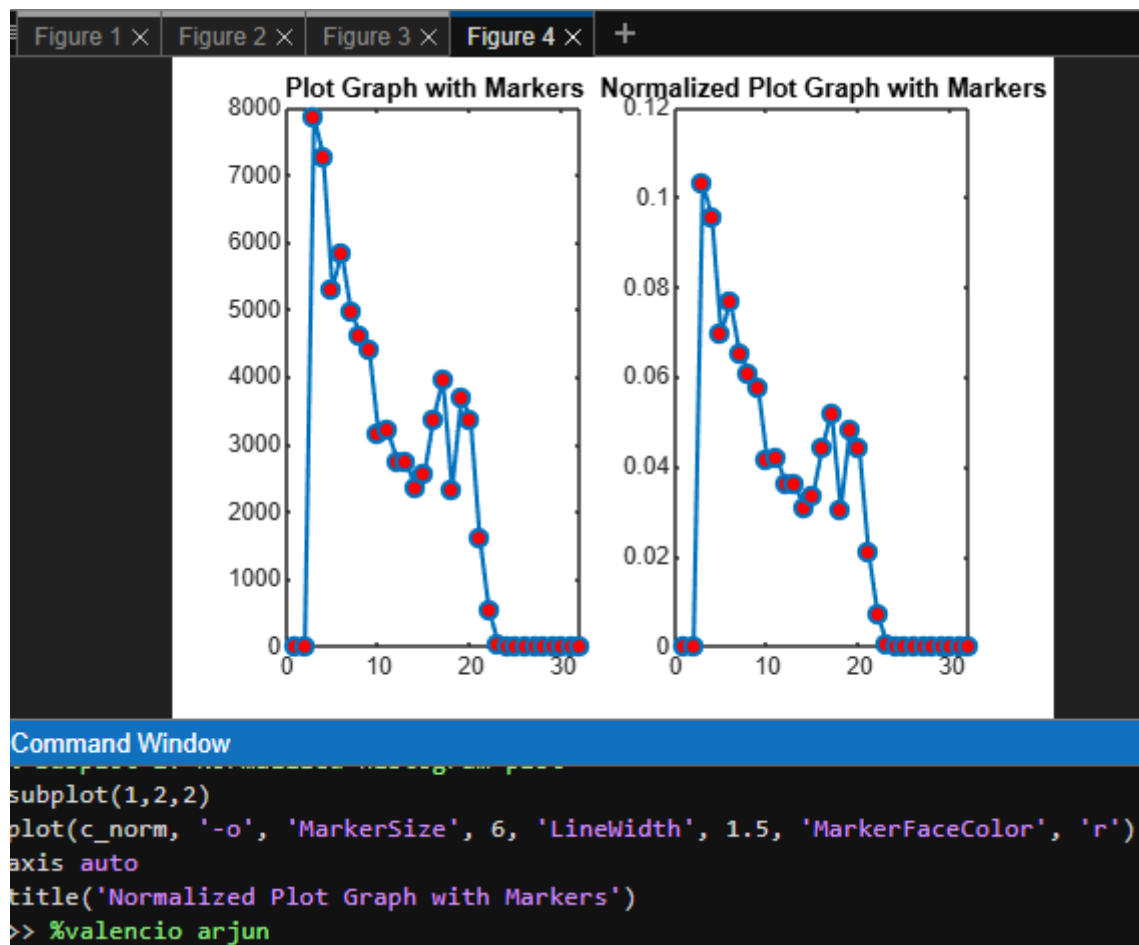 Figure 1 × Figure 2 × Figure 3 × Figure 4 × +
Plot Graph with Markers
8000
7000
6000
5000
4000
3000
2000
1000
0
0 10 20 30
Normalized Plot Graph with Markers
0.12
0.1
0.08
0.06
0.04
0.02
0
0 10 20 30
Command Window
subplot(1,2,2)
plot(c_norm, '-o', 'MarkerSize', 6, 'LineWidth', 1.5, 'MarkerFaceColor', 'r')
axis auto
title('Normalized Plot Graph with Markers')
>> %valencio arjun